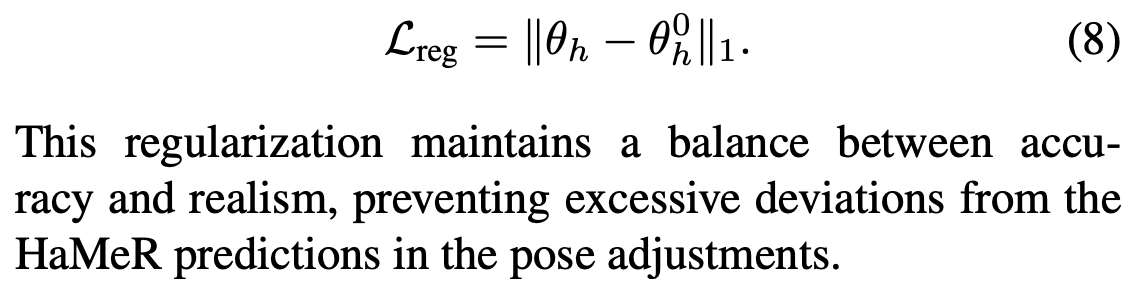 ℒ_reg = ‖θ_h − θ_h^0‖_1. (8)
This regularization maintains a balance between accu-
racy and realism, preventing excessive deviations from the
HaMeR predictions in the pose adjustments.